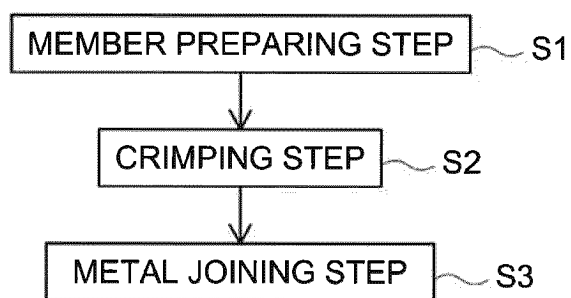 MEMBER PREPARING STEP S1
CRIMPING STEP S2
METAL JOINING STEP S3